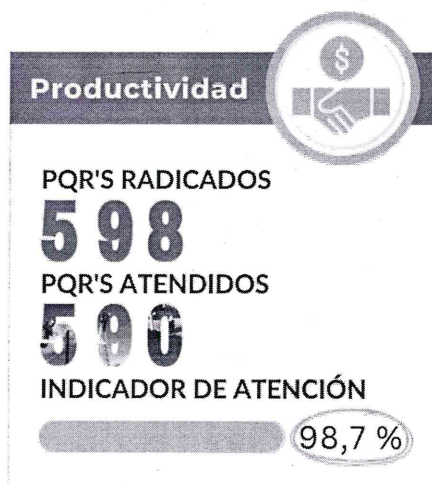 $
Productividad
PQR'S RADICADOS
598
PQR'S ATENDIDOS
590
INDICADOR DE ATENCIÓN
98,7 %